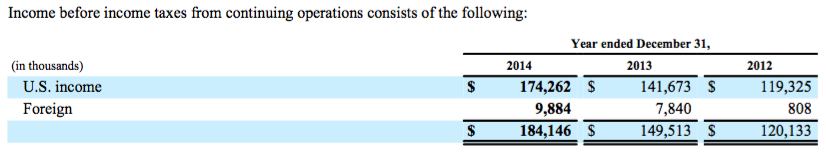 Income before income taxes from continuing operations consists of the following:
Year ended December 31,
(in thousands) 2014 2013 2012
U.S. income $ 174,262 $ 141,673 $ 119,325
Foreign 9,884 7,840 808
$ 184,146 $ 149,513 $ 120,133